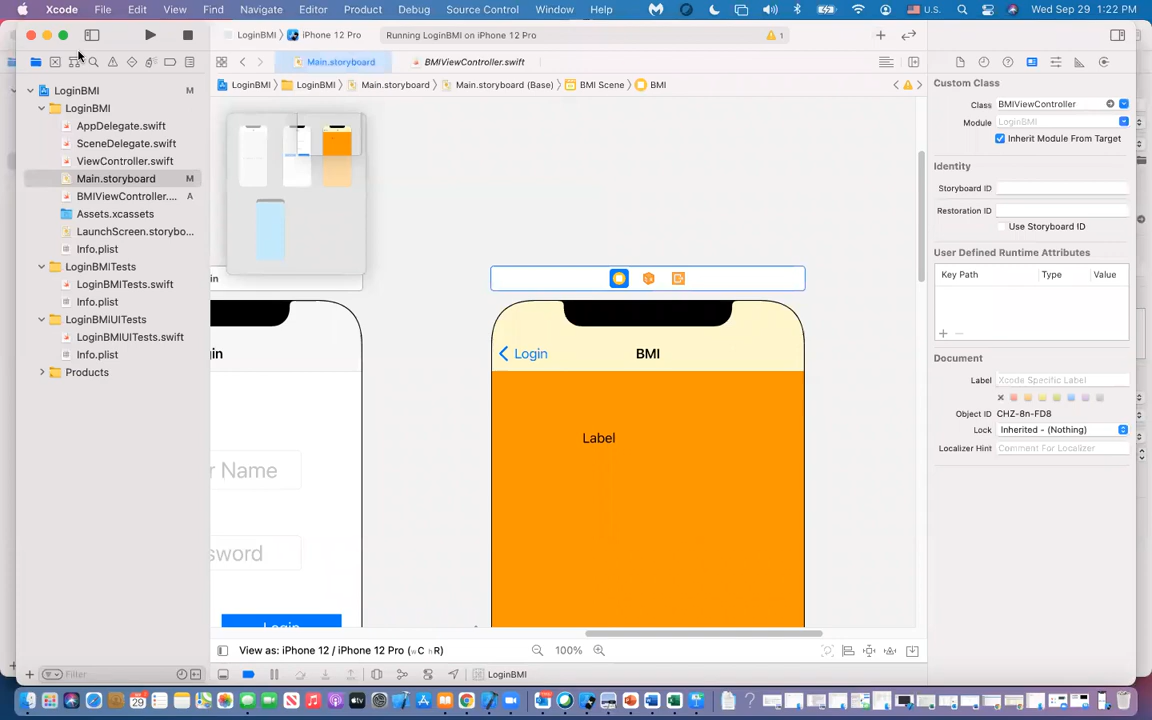 Xcode File Edit View Find Navigate Editor Product Debug Source Control Window Help U.S. Wed Sep 29 1:22 PM
LoginBMI iPhone 12 Pro Running LoginBMI on iPhone 12 Pro 1
Main.storyboard BMIViewController.swift
LoginBMI LoginBMI Main.storyboard Main.storyboard (Base) BMI Scene BMI
LoginBMI M
LoginBMI
AppDelegate.swift
SceneDelegate.swift
ViewController.swift
Main.storyboard M
BMIViewController.... A
Assets.xcassets
LaunchScreen.storybo...
Info.plist
LoginBMITests
LoginBMITests.swift
Info.plist
LoginBMIUITests
LoginBMIUITests.swift
Info.plist
Products
Filter
in
gin
r Name
sword
Login
Login BMI
Label
View as: iPhone 12 / iPhone 12 Pro (wC hR) 100%
LoginBMI
Custom Class
Class BMIViewController
Module LoginBMI
Inherit Module From Target
Identity
Storyboard ID
Restoration ID
Use Storyboard ID
User Defined Runtime Attributes
Key Path Type Value
Document
Label Xcode Specific Label
Object ID CHZ-8n-FD8
Lock Inherited - (Nothing)
Localizer Hint Comment For Localizer
29